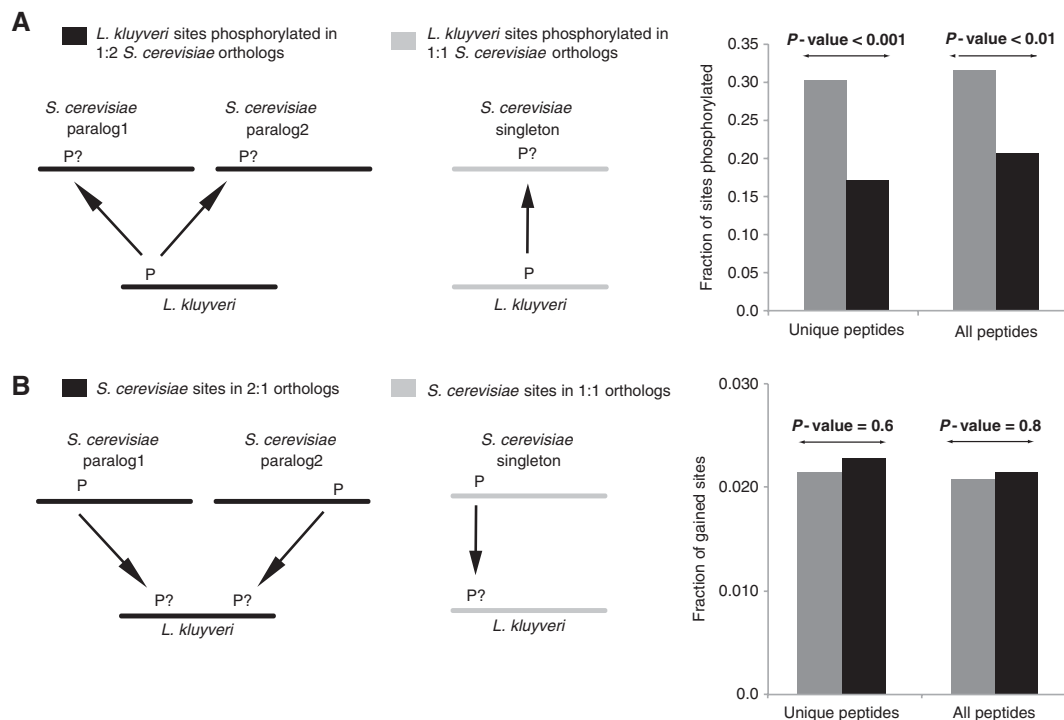 A
L. kluyveri sites phosphorylated in
1:2 S. cerevisiae orthologs
L. kluyveri sites phosphorylated in
1:1 S. cerevisiae orthologs
S. cerevisiae
paralog1
S. cerevisiae
paralog2
S. cerevisiae
singleton
P?
P?
P?
P
P
L. kluyveri
L. kluyveri
P-value < 0.001
P-value < 0.01
Fraction of sites phosphorylated
0.35
0.30
0.25
0.20
0.15
0.10
0.05
0.0
Unique peptides
All peptides
B
S. cerevisiae sites in 2:1 orthologs
S. cerevisiae sites in 1:1 orthologs
S. cerevisiae
paralog1
S. cerevisiae
paralog2
S. cerevisiae
singleton
P
P
P
P?
P?
P?
L. kluyveri
L. kluyveri
P-value = 0.6
P-value = 0.8
Fraction of gained sites
0.030
0.020
0.010
0.0
Unique peptides
All peptides